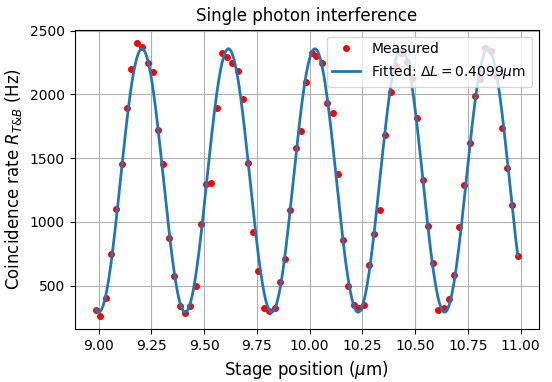 Single photon interference
Measured
Fitted: ΔL = 0.4099μm
Coincidence rate R_{T&B} (Hz)
2500
2000
1500
1000
500
9.00 9.25 9.50 9.75 10.00 10.25 10.50 10.75 11.00
Stage position (μm)